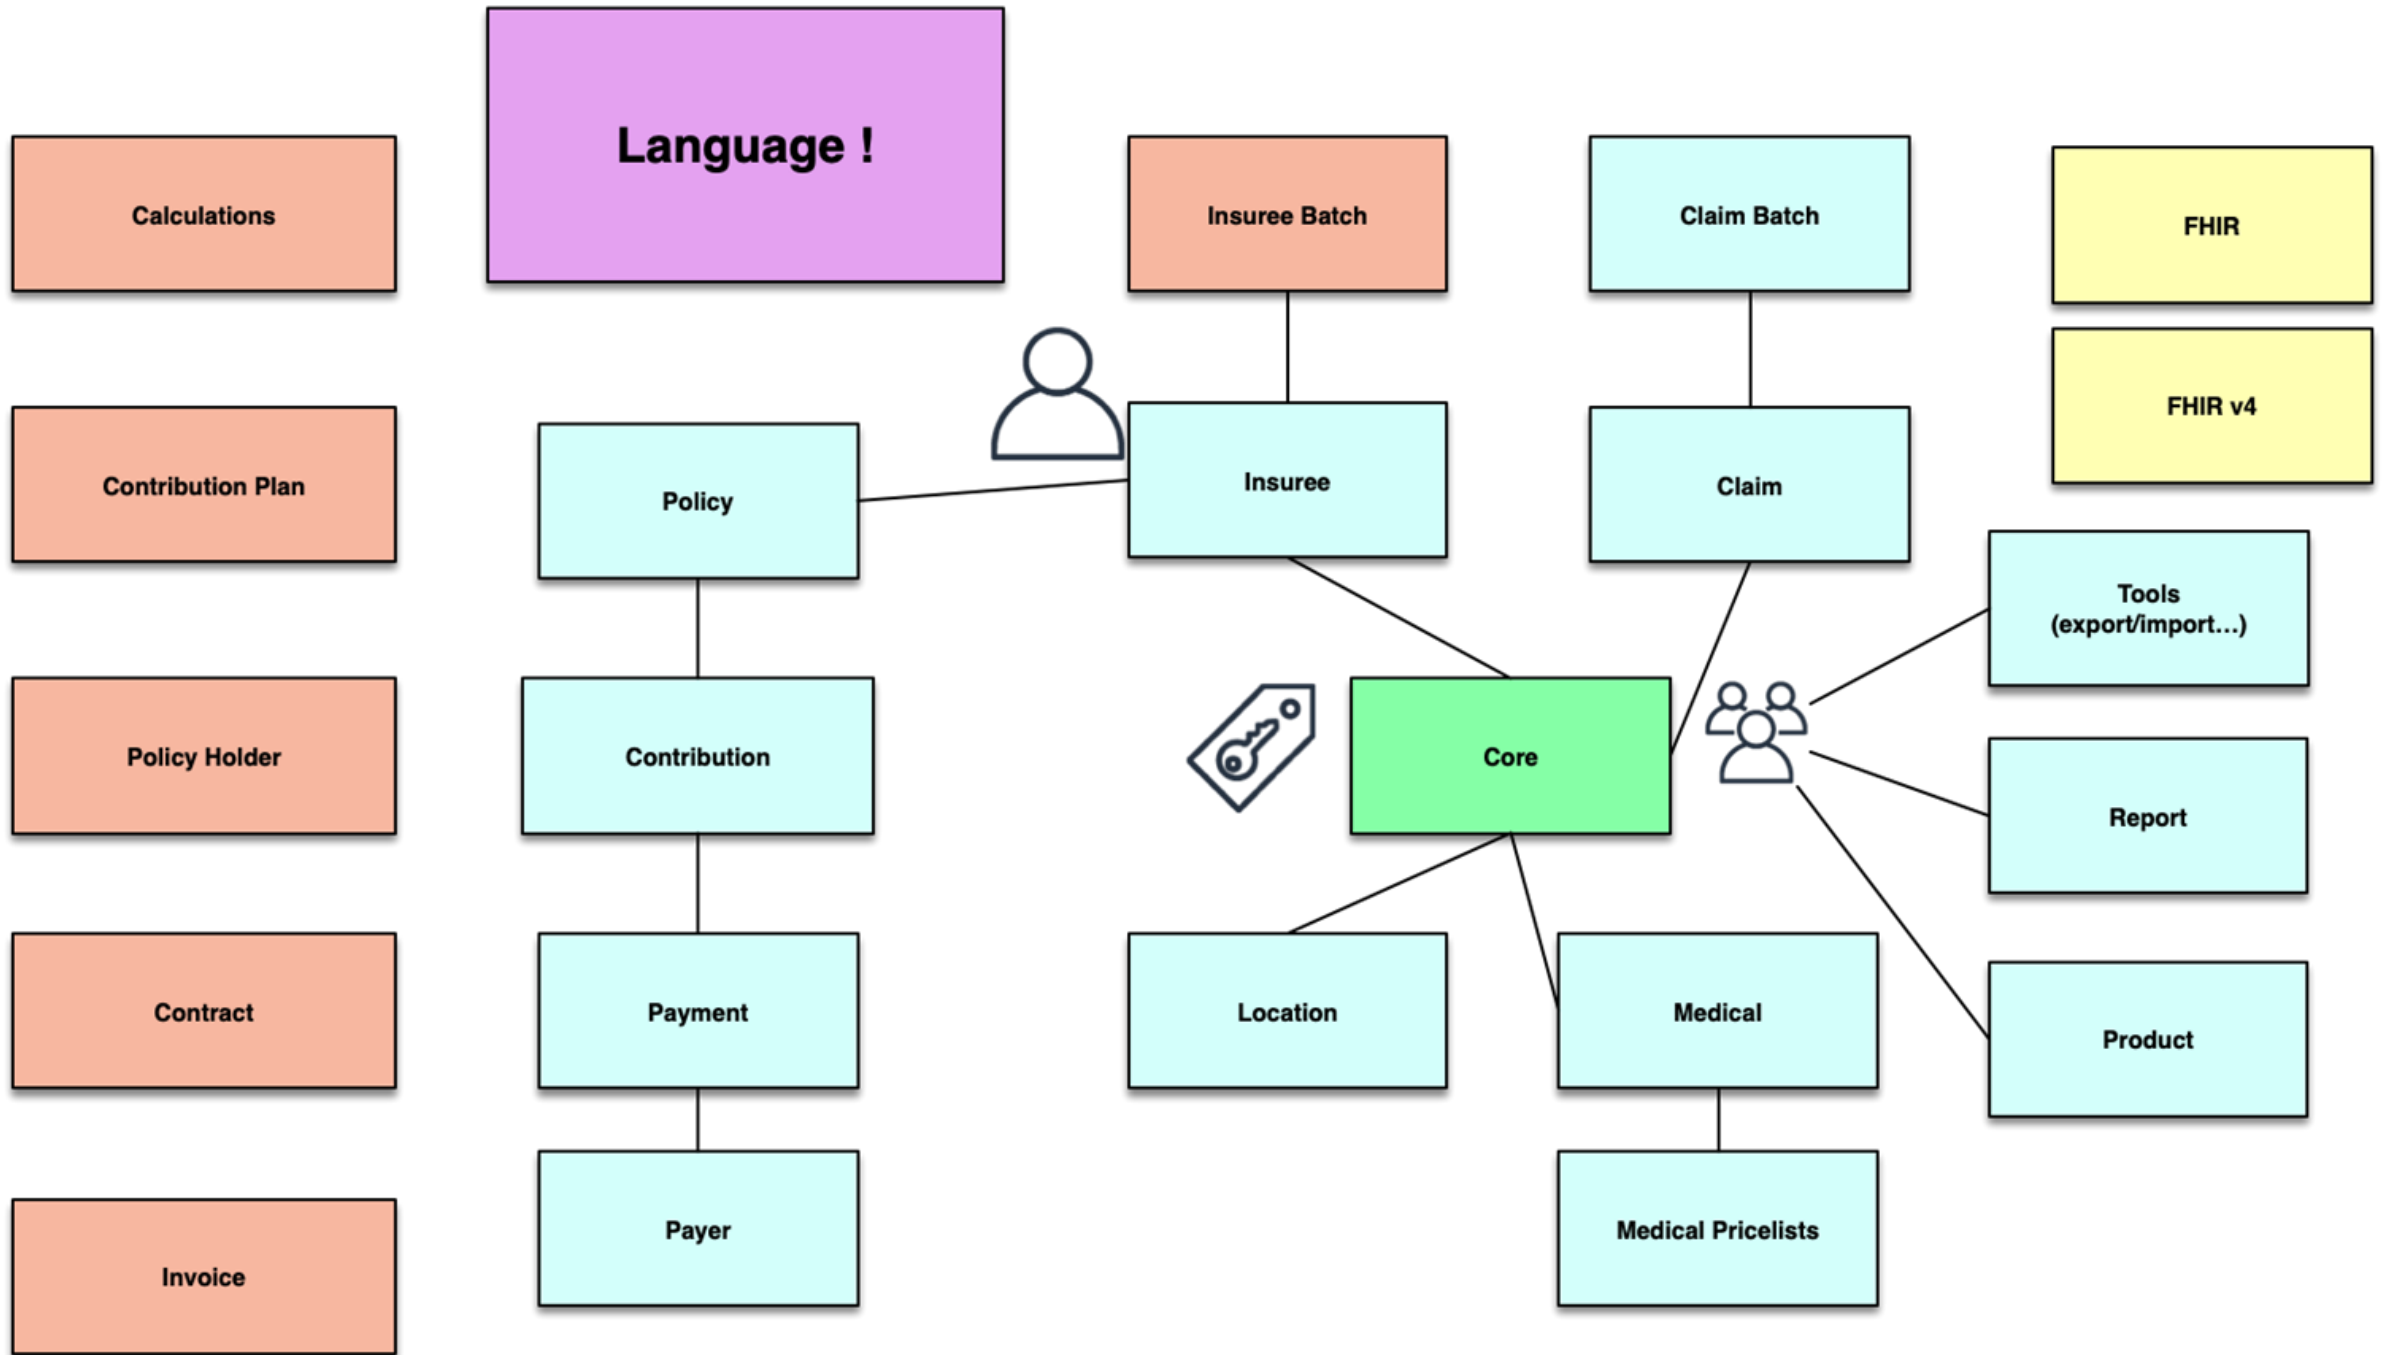 Language !
Calculations
Insuree Batch
Claim Batch
FHIR
FHIR v4
Contribution Plan
Policy
Insuree
Claim
Tools
(export/import...)
Policy Holder
Contribution
Core
Report
Contract
Payment
Location
Medical
Product
Invoice
Payer
Medical Pricelists